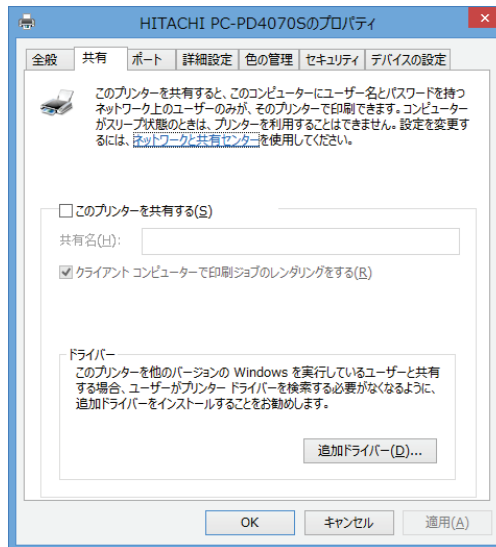 HITACHI PC-PD4070Sのプロパティ
全般 共有 ポート 詳細設定 色の管理 セキュリティ デバイスの設定
このプリンターを共有すると、このコンピューターにユーザー名とパスワードを持つ
ネットワーク上のユーザーのみが、そのプリンターで印刷できます。コンピューター
がスリープ状態のときは、プリンターを利用することはできません。設定を変更す
るには、ネットワークと共有センターを使用してください。
このプリンターを共有する(S)
共有名(H):
クライアント コンピューターで印刷ジョブのレンダリングをする(R)
ドライバー
このプリンターを他のバージョンの Windows を実行しているユーザーと共有
する場合、ユーザーがプリンター ドライバーを検索する必要がなくなるように、
追加ドライバーをインストールすることをお勧めします。
追加ドライバー(D)...
OK キャンセル 適用(A)